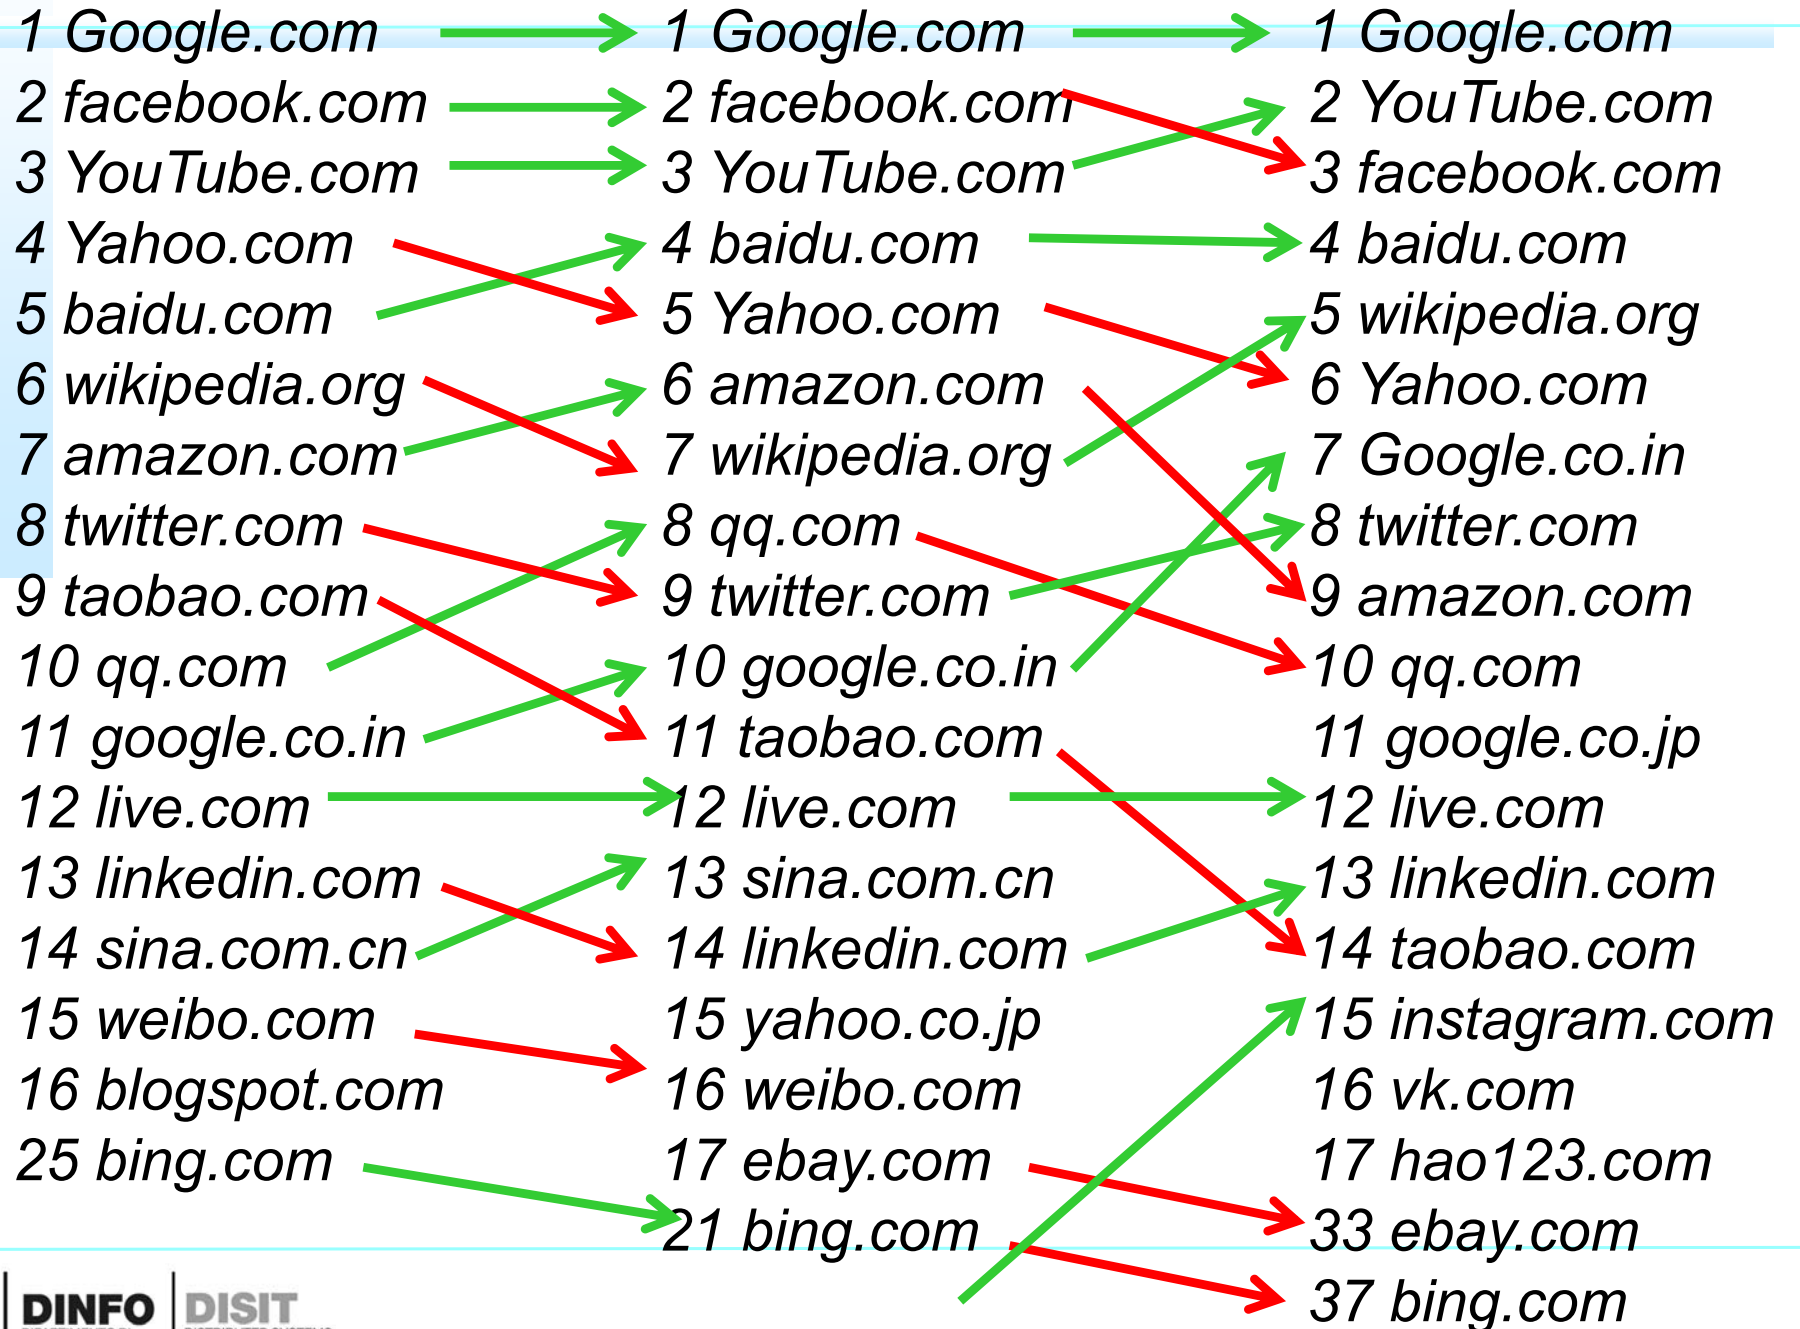 1 Google.com
2 facebook.com
3 YouTube.com
4 Yahoo.com
5 baidu.com
6 wikipedia.org
7 amazon.com
8 twitter.com
9 taobao.com
10 qq.com
11 google.co.in
12 live.com
13 linkedin.com
14 sina.com.cn
15 weibo.com
16 blogspot.com
25 bing.com
1 Google.com
2 facebook.com
3 YouTube.com
4 baidu.com
5 Yahoo.com
6 amazon.com
7 wikipedia.org
8 qq.com
9 twitter.com
10 google.co.in
11 taobao.com
12 live.com
13 sina.com.cn
14 linkedin.com
15 yahoo.co.jp
16 weibo.com
17 ebay.com
21 bing.com
1 Google.com
2 YouTube.com
3 facebook.com
4 baidu.com
5 wikipedia.org
6 Yahoo.com
7 Google.co.in
8 twitter.com
9 amazon.com
10 qq.com
11 google.co.jp
12 live.com
13 linkedin.com
14 taobao.com
15 instagram.com
16 vk.com
17 hao123.com
33 ebay.com
37 bing.com
DINFO
DISIT